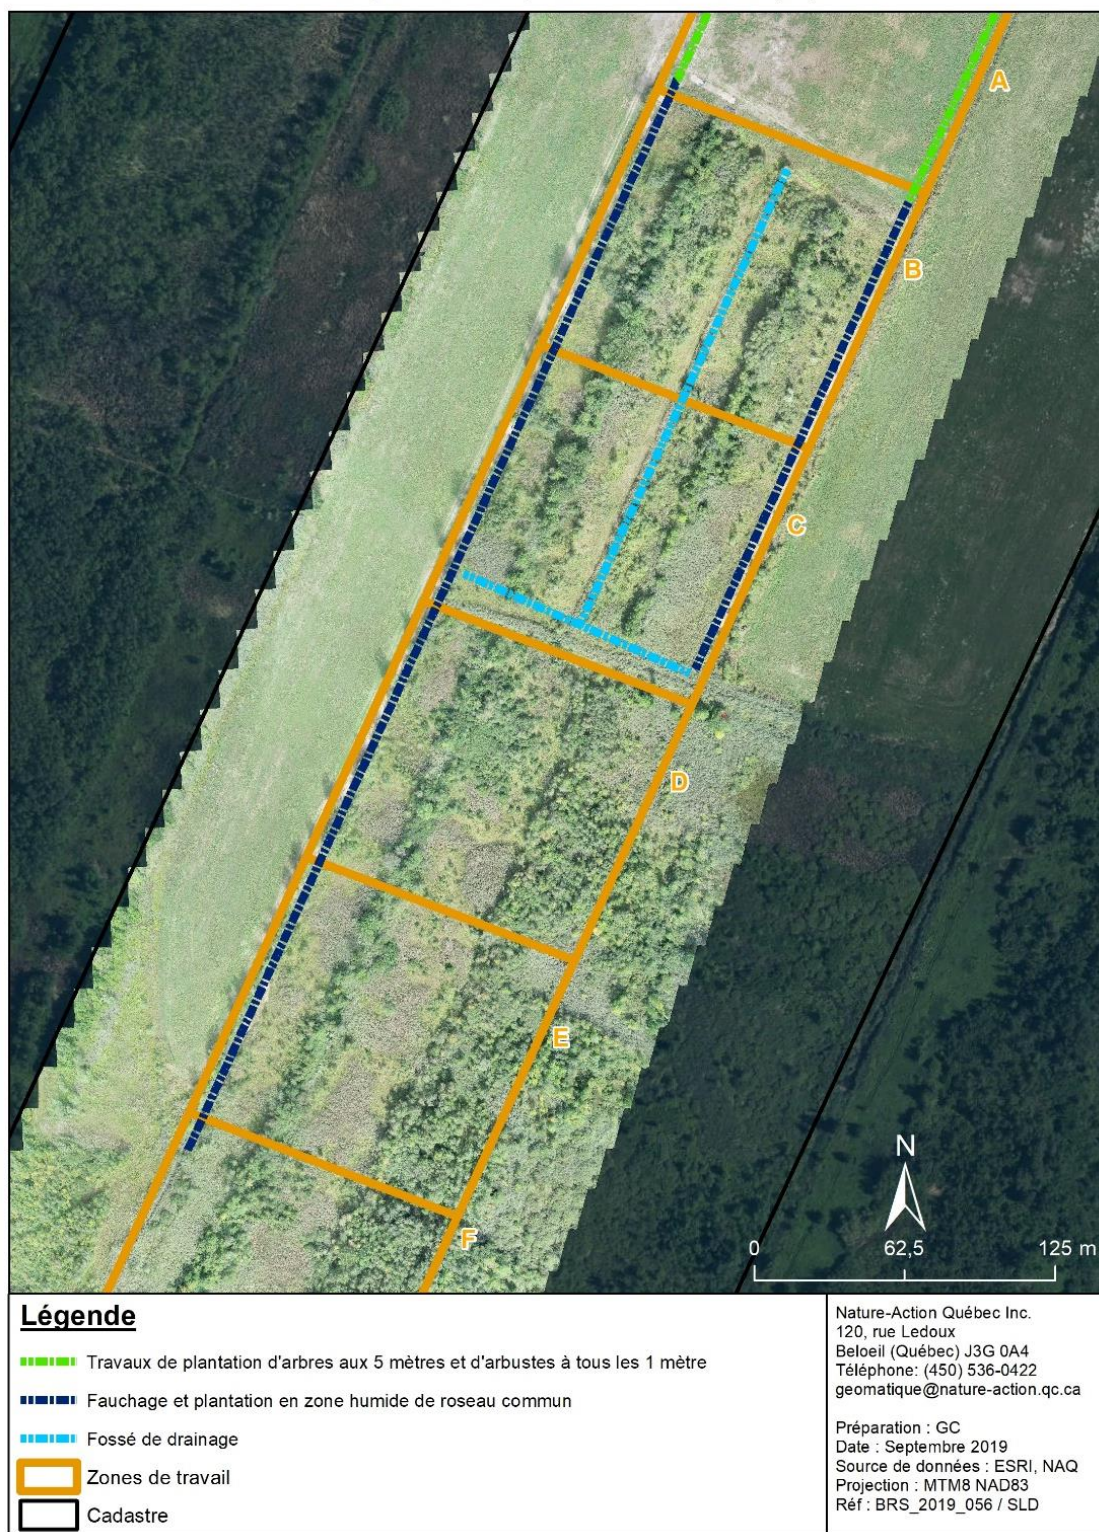 A
B
C
D
E
F
N
0 62,5 125 m
Légende
Travaux de plantation d'arbres aux 5 mètres et d'arbustes à tous les 1 mètre
Fauchage et plantation en zone humide de roseau commun
Fossé de drainage
Zones de travail
Cadastre
Nature-Action Québec Inc.
120, rue Ledoux
Beloeil (Québec) J3G 0A4
Téléphone: (450) 536-0422
geomatique@nature-action.qc.ca
Préparation : GC
Date : Septembre 2019
Source de données : ESRI, NAQ
Projection : MTM8 NAD83
Réf : BRS_2019_056 / SLD